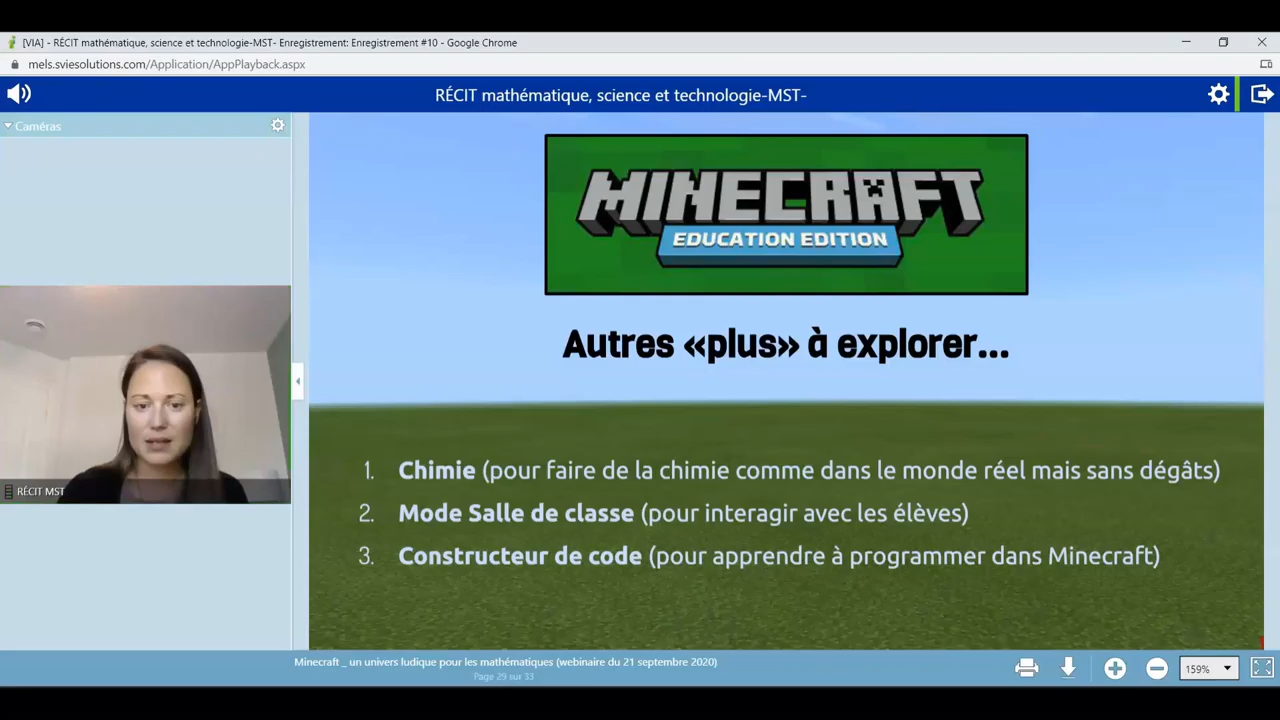 [VIA] - RÉCIT mathématique, science et technologie-MST- Enregistrement: Enregistrement #10 - Google Chrome
mels.sviesolutions.com/Application/AppPlayback.aspx
RÉCIT mathématique, science et technologie-MST-
Caméras
MINECRAFT
EDUCATION EDITION
Autres «plus» à explorer...
1. Chimie (pour faire de la chimie comme dans le monde réel mais sans dégâts)
2. Mode Salle de classe (pour interagir avec les élèves)
3. Constructeur de code (pour apprendre à programmer dans Minecraft)
RÉCIT MST
Minecraft _ un univers ludique pour les mathématiques (webinaire du 21 septembre 2020)
Page 29 sur 33
159%